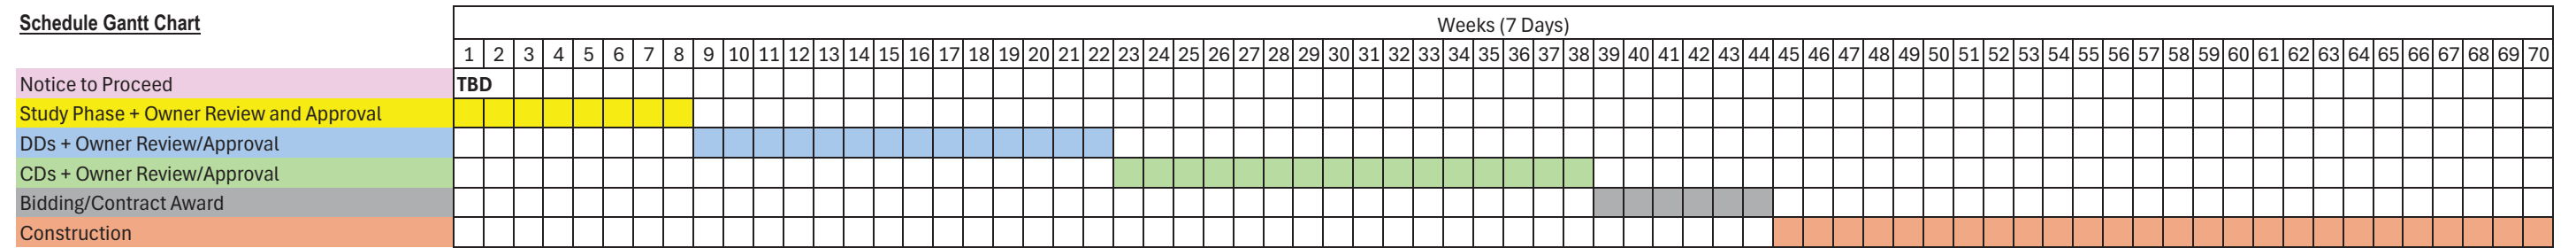 Schedule Gantt Chart
Weeks (7 Days)
1 2 3 4 5 6 7 8 9 10 11 12 13 14 15 16 17 18 19 20 21 22 23 24 25 26 27 28 29 30 31 32 33 34 35 36 37 38 39 40 41 42 43 44 45 46 47 48 49 50 51 52 53 54 55 56 57 58 59 60 61 62 63 64 65 66 67 68 69 70
Notice to Proceed TBD
Study Phase + Owner Review and Approval
DDs + Owner Review/Approval
CDs + Owner Review/Approval
Bidding/Contract Award
Construction